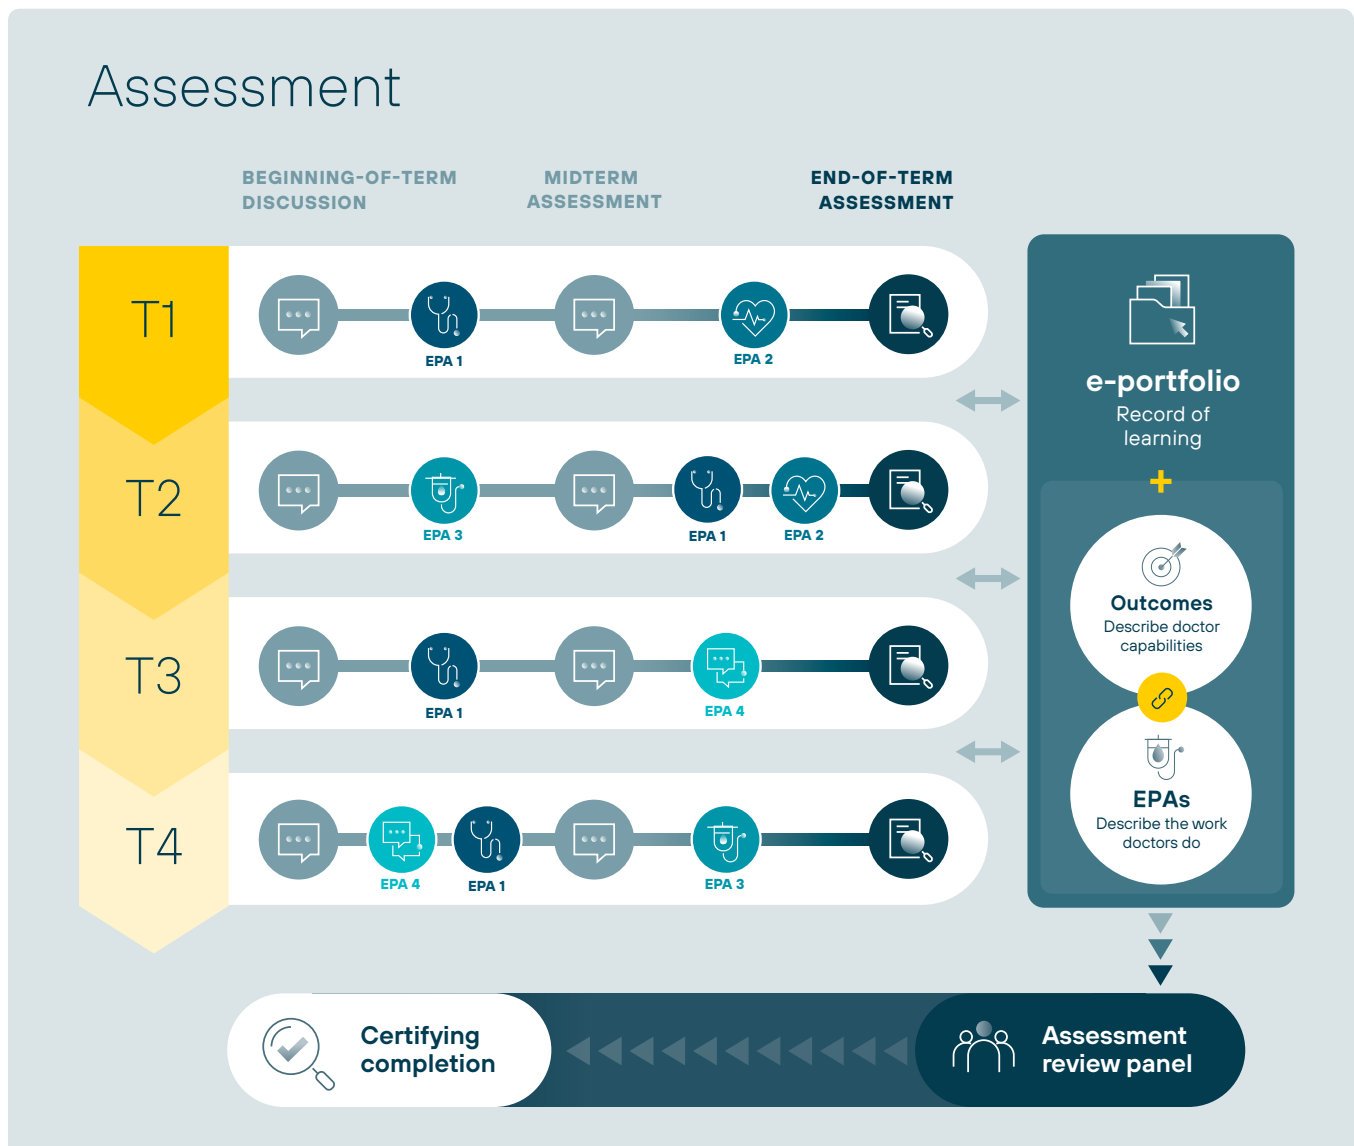 Assessment
BEGINNING-OF-TERM
DISCUSSION
MIDTERM
ASSESSMENT
END-OF-TERM
ASSESSMENT
T1
EPA 1
EPA 2
T2
EPA 3
EPA 1
EPA 2
T3
EPA 1
EPA 4
T4
EPA 4
EPA 1
EPA 3
e-portfolio
Record of
learning
+
Outcomes
Describe doctor
capabilities
EPAs
Describe the work
doctors do
Certifying
completion
Assessment
review panel